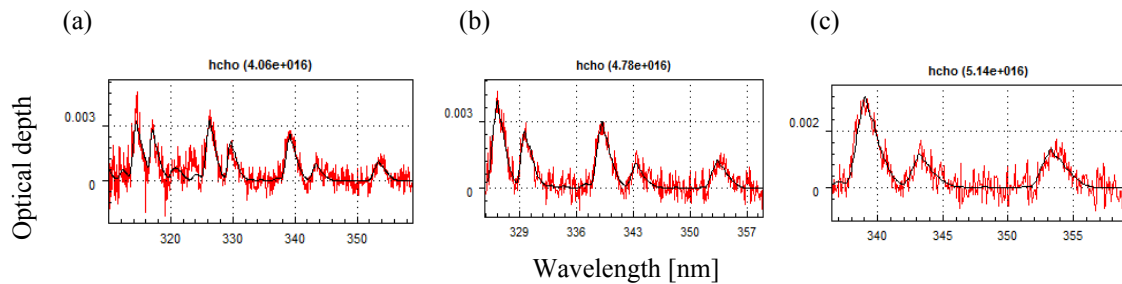 (a)
(b)
(c)
hcho (4.06e+016)
hcho (4.78e+016)
hcho (5.14e+016)
Optical depth
0.003
0
320
330
340
350
0.003
0
329
336
343
350
357
0.002
0
340
345
350
355
Wavelength [nm]